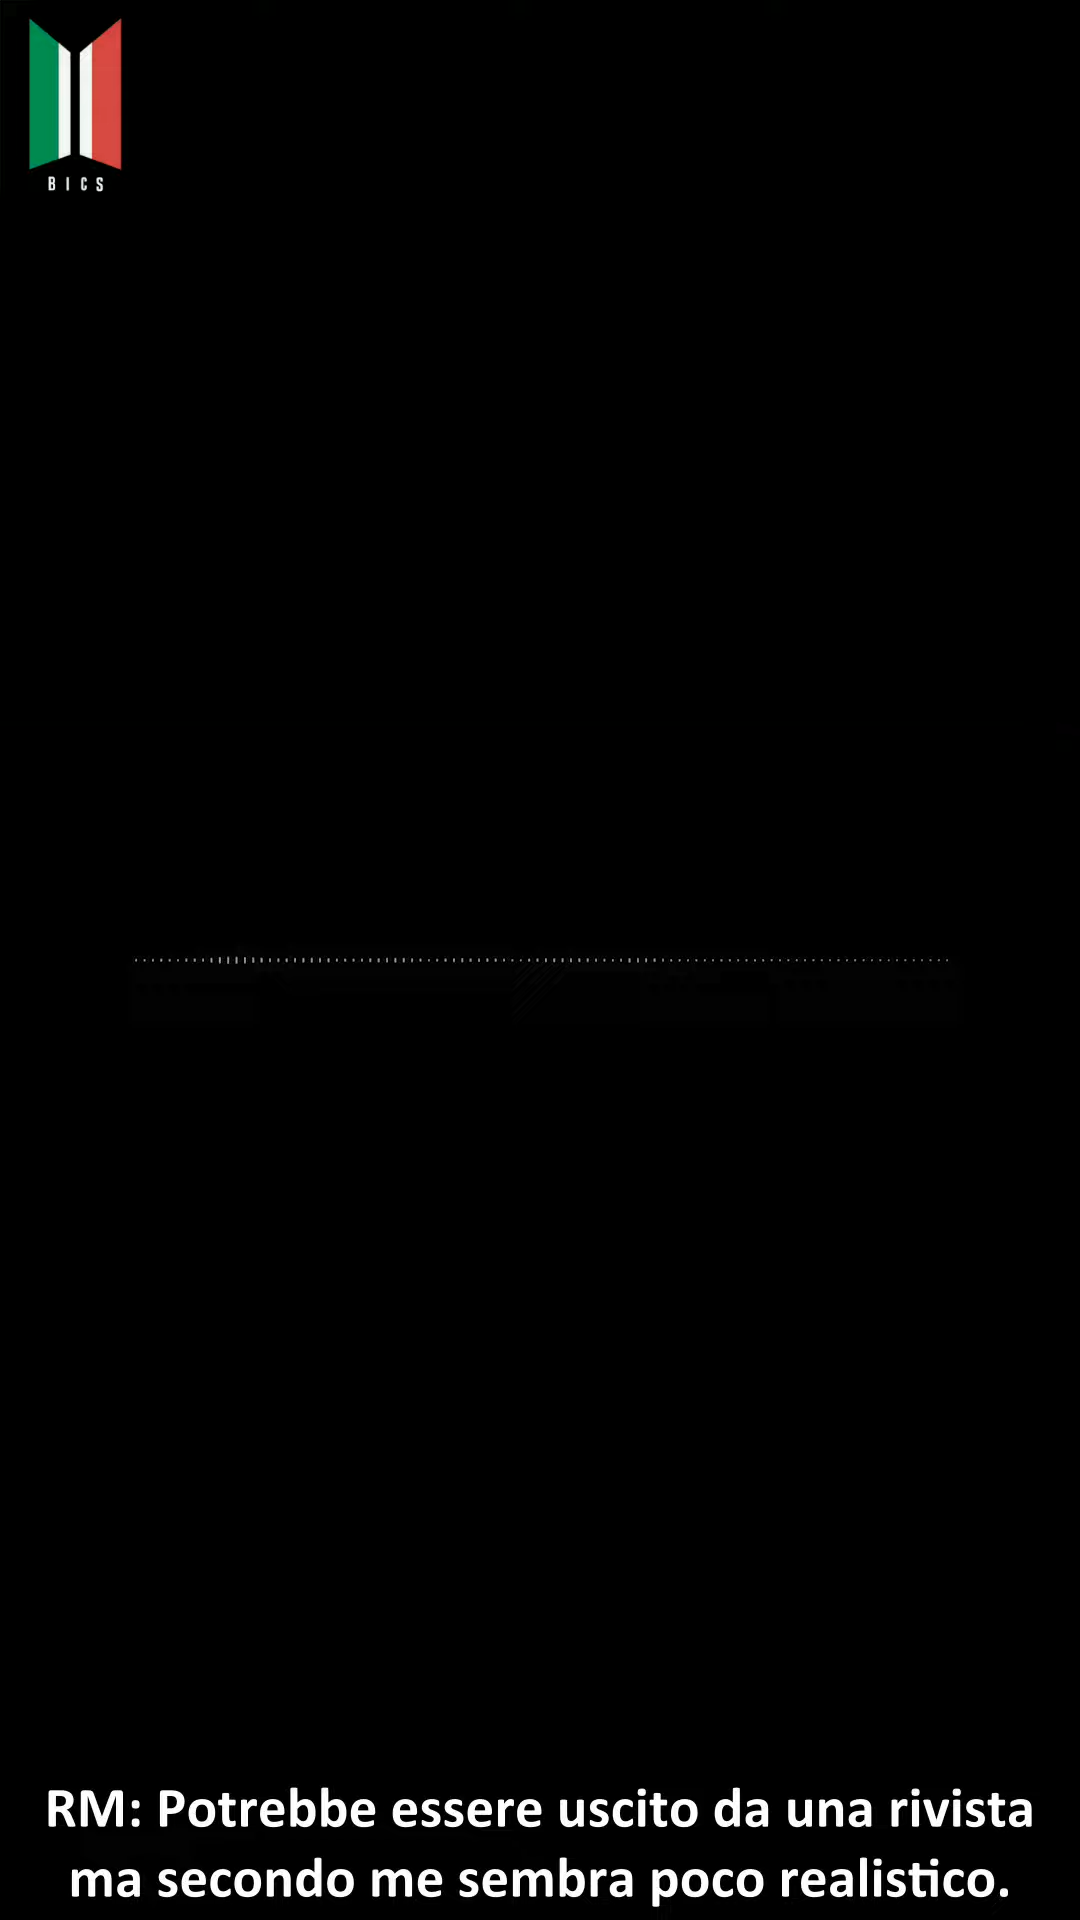 BICS
RM: Potrebbe essere uscito da una rivista
ma secondo me sembra poco realistico.